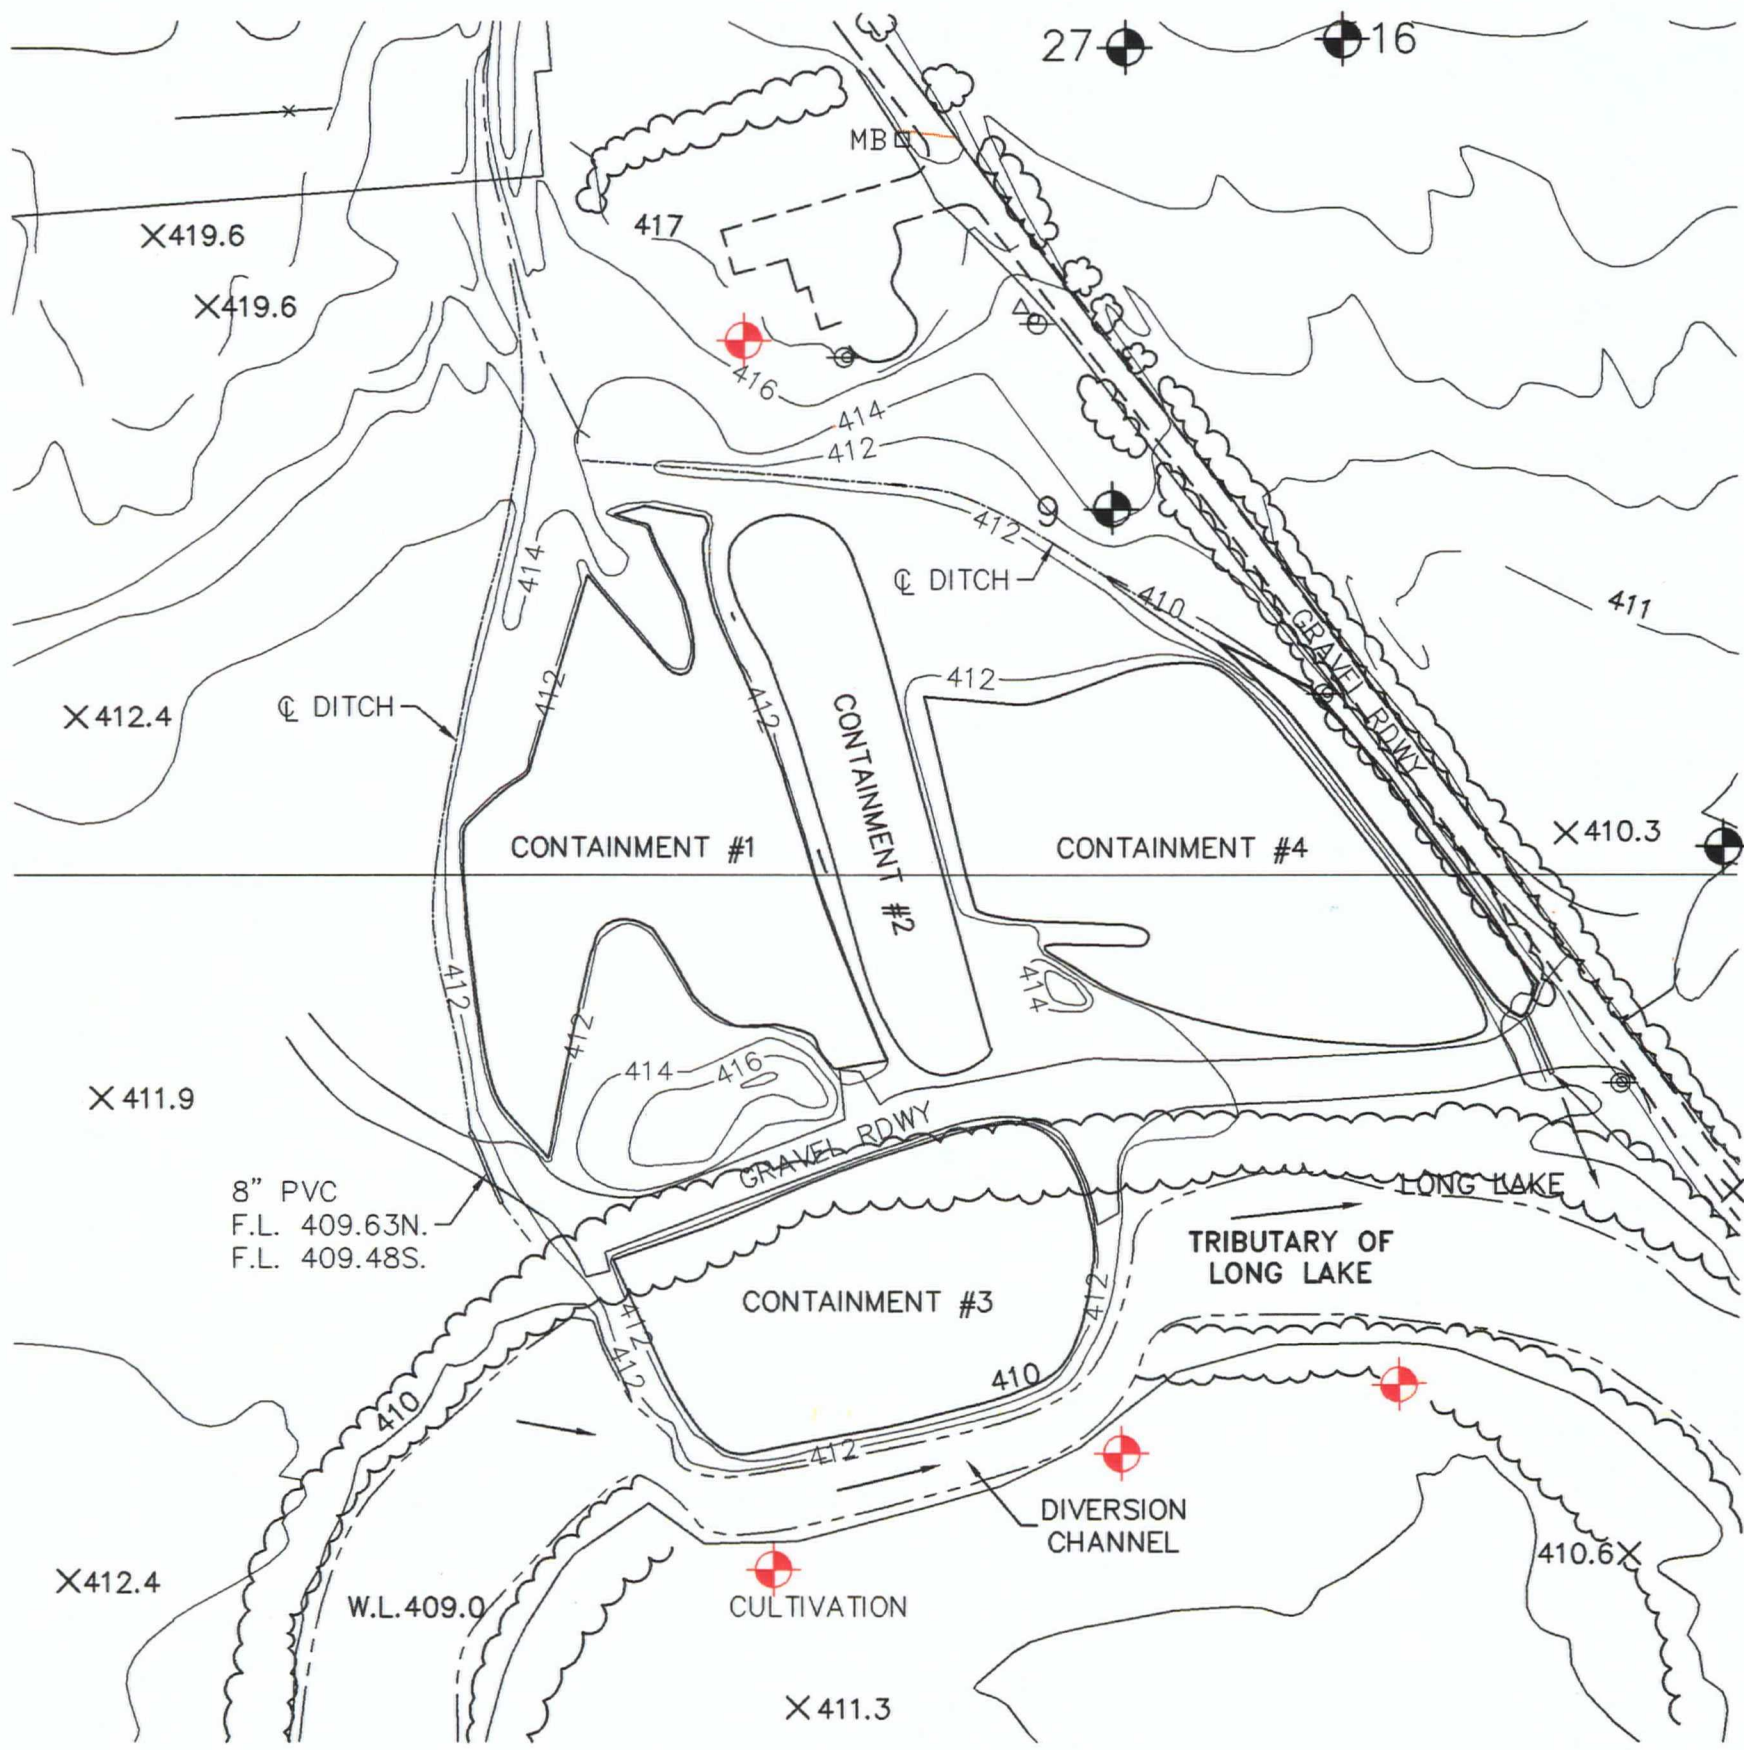 27
16
MB
417
419.6
419.6
416
414
412
9
412
℄ DITCH
410
411
414
412
412
412
412.4
℄ DITCH
GRAVEL RDWY
CONTAINMENT #2
CONTAINMENT #1
CONTAINMENT #4
410.3
412
414
412
414
416
411.9
GRAVEL RDWY
8" PVC
F.L. 409.63N.
F.L. 409.48S.
LONG LAKE
TRIBUTARY OF
LONG LAKE
CONTAINMENT #3
412
412
412
410
410
412
DIVERSION
CHANNEL
410.6
412.4
W.L.409.0
CULTIVATION
411.3